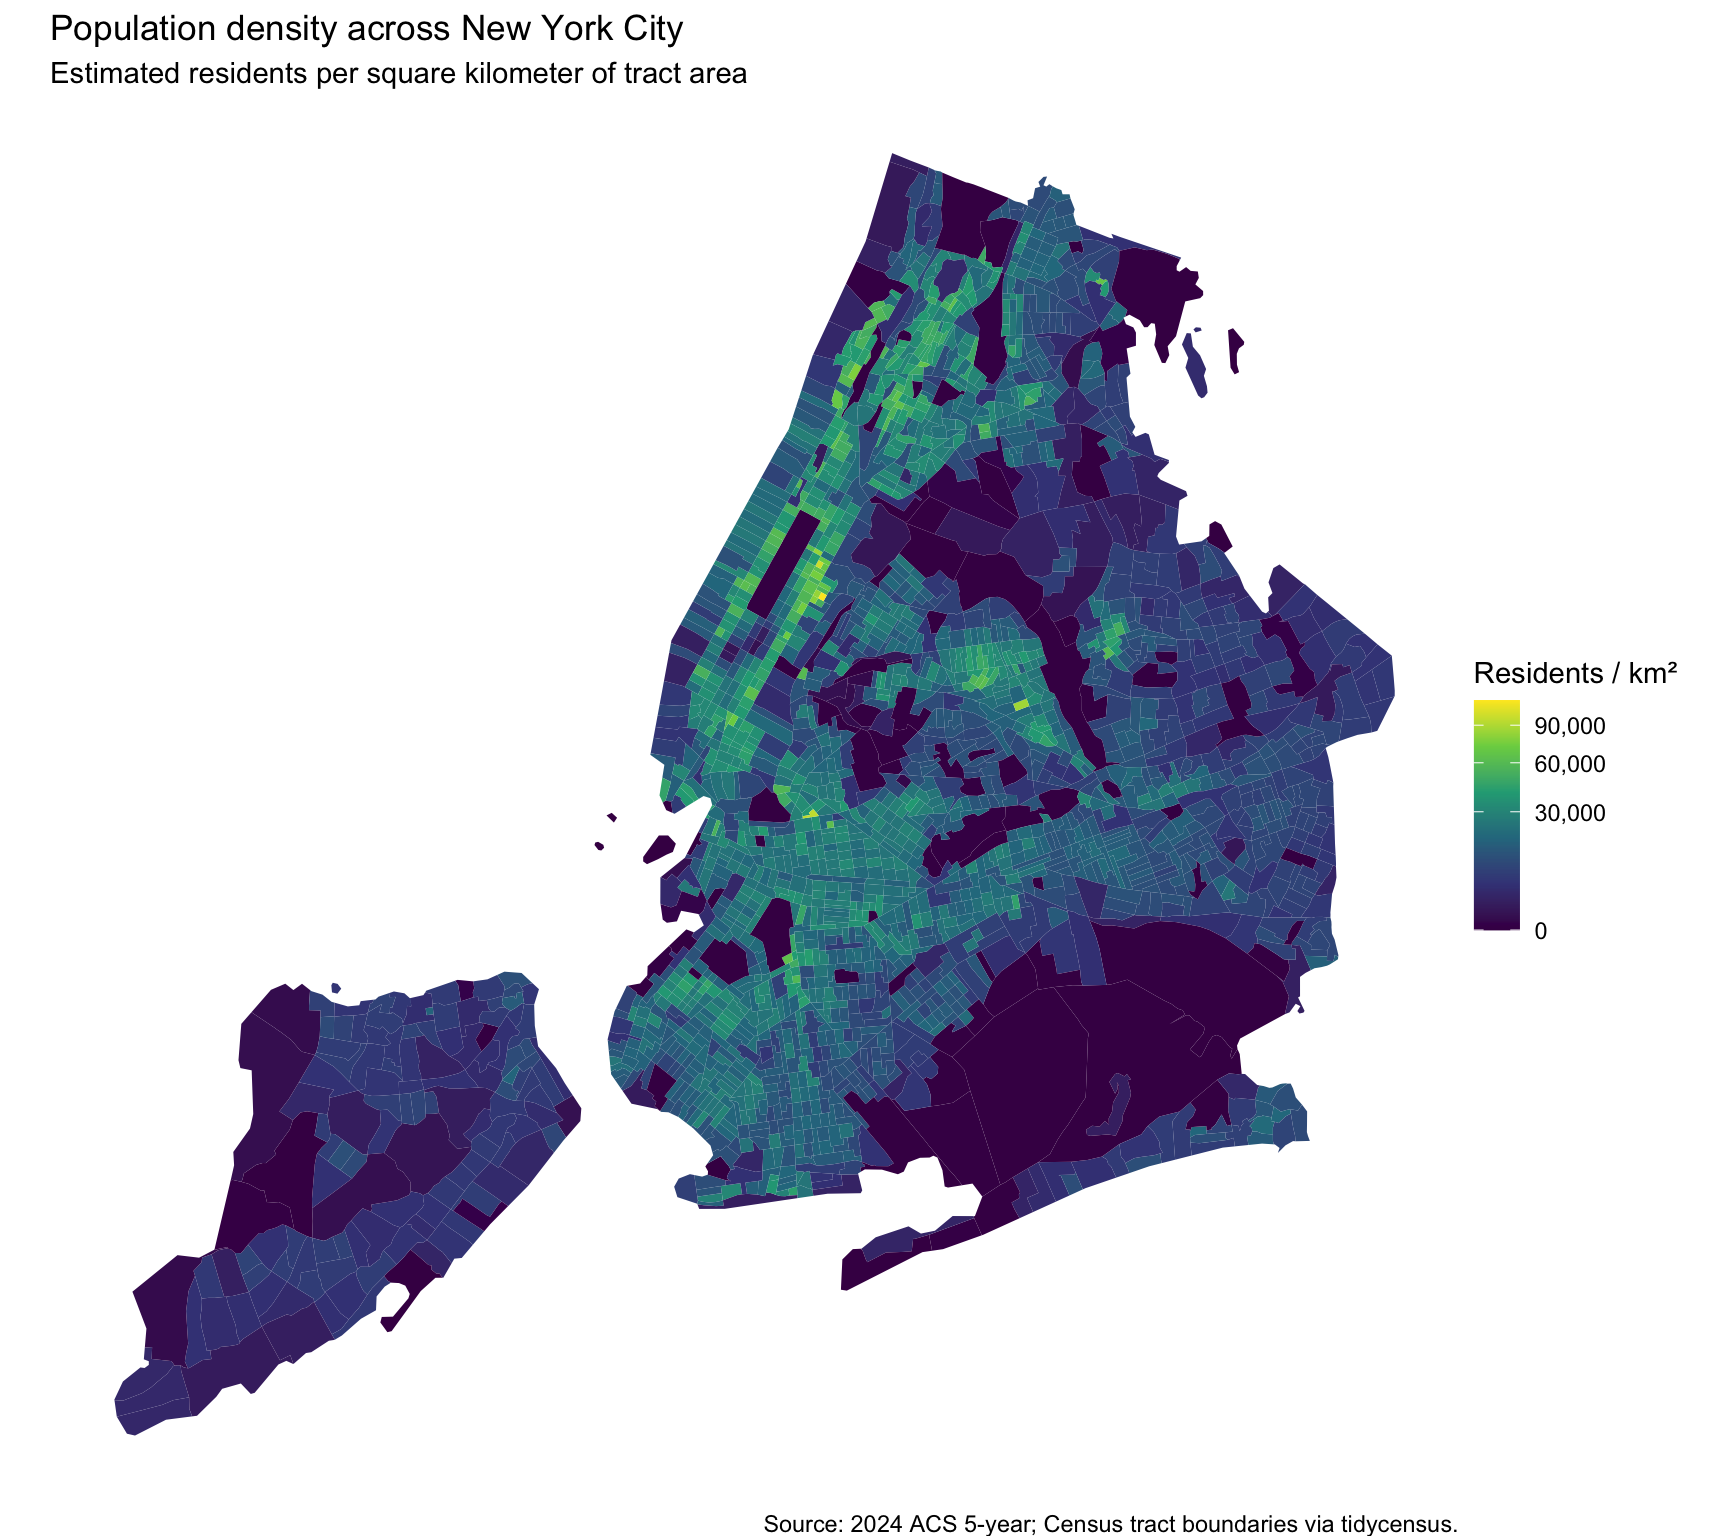 Population density across New York City
Estimated residents per square kilometer of tract area
Residents / km²
90,000
60,000
30,000
0
Source: 2024 ACS 5-year; Census tract boundaries via tidycensus.